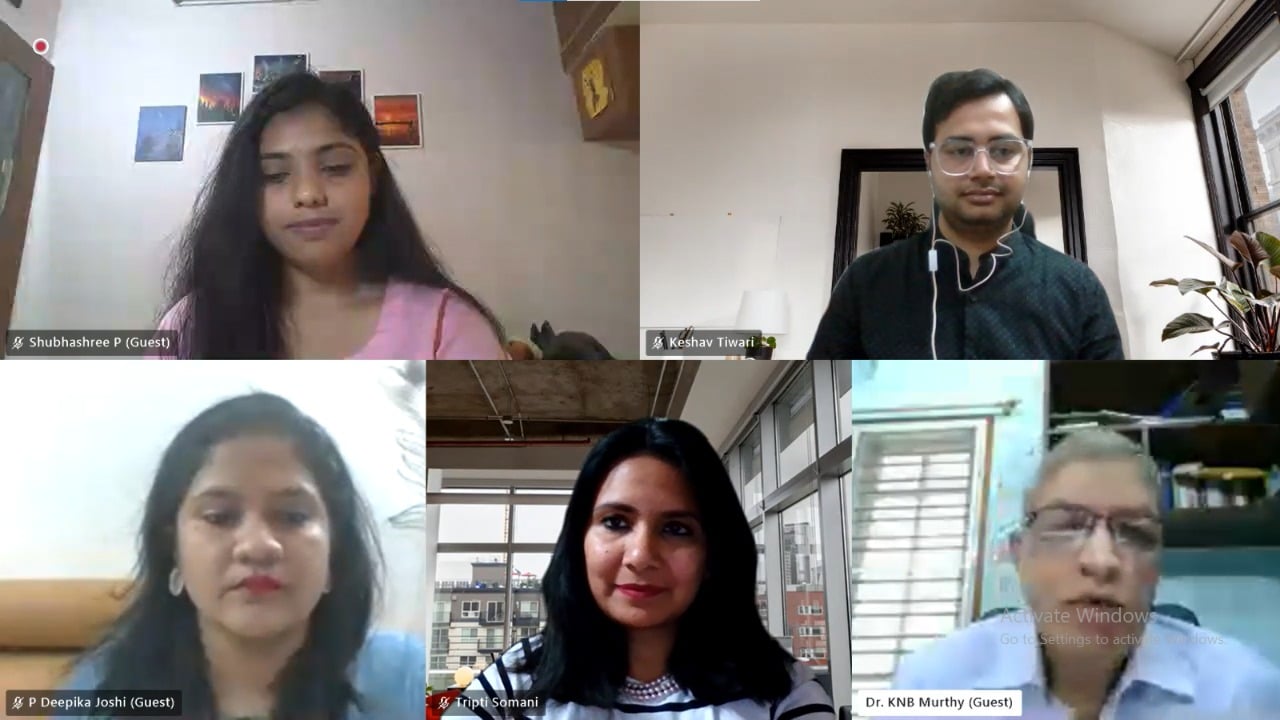 Shubhashree P (Guest)
Keshav Tiwari
P Deepika Joshi (Guest)
Tripti Somani
Dr. KNB Murthy (Guest)
Activate Windows
Go to Settings to activate Windows.